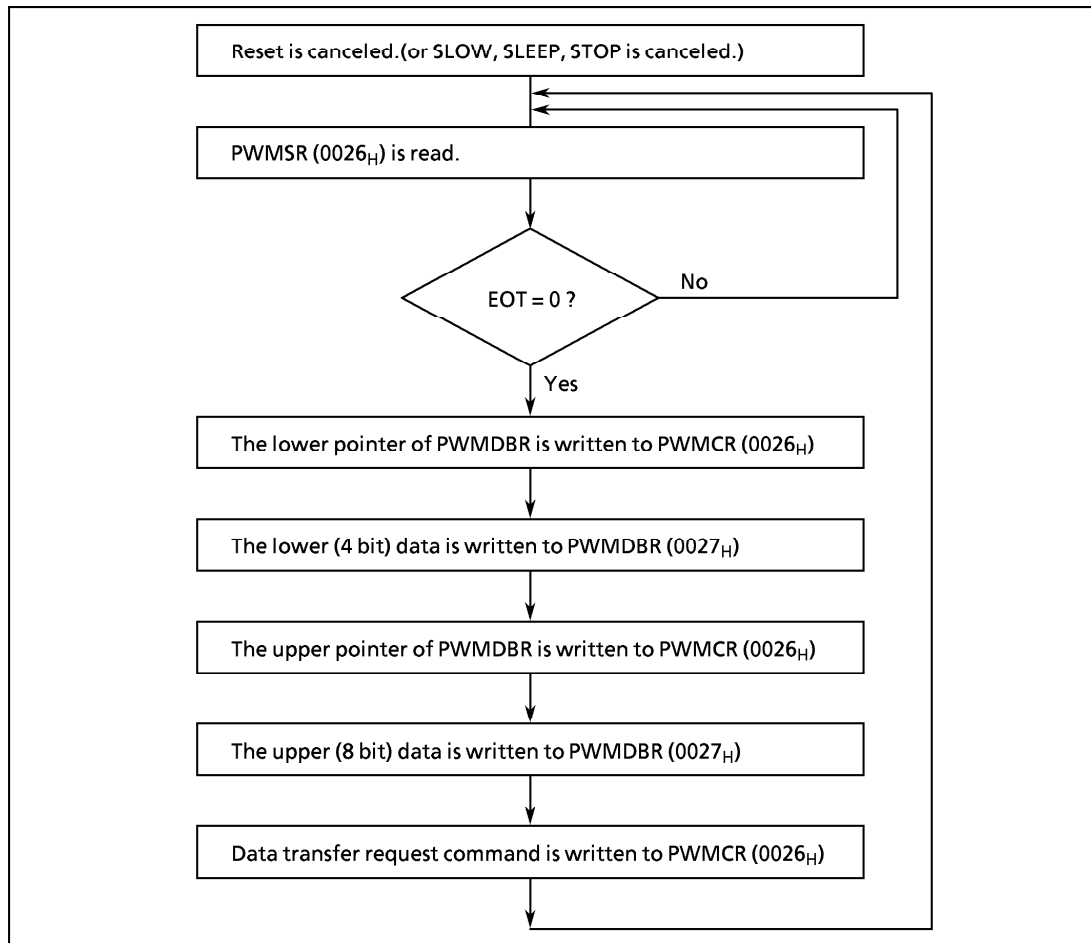 Reset is canceled.(or SLOW, SLEEP, STOP is canceled.)
PWMSR (0026H) is read.
EOT = 0 ?
No
Yes
The lower pointer of PWMDBR is written to PWMCR (0026H)
The lower (4 bit) data is written to PWMDBR (0027H)
The upper pointer of PWMDBR is written to PWMCR (0026H)
The upper (8 bit) data is written to PWMDBR (0027H)
Data transfer request command is written to PWMCR (0026H)